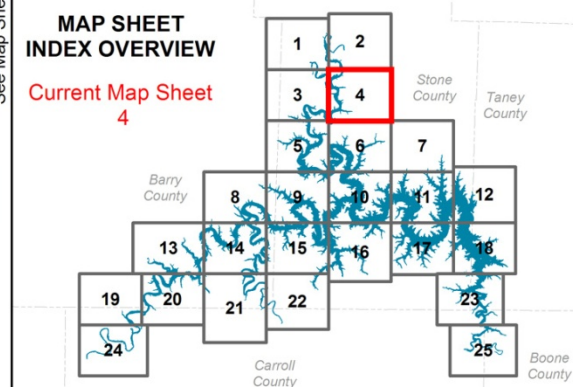 See Map She
MAP SHEET
INDEX OVERVIEW
Current Map Sheet
4
1
2
3
4
Stone
County
Taney
County
5
6
7
Barry
County
8
9
10
11
12
13
14
15
16
17
18
19
20
21
22
23
24
25
Carroll
County
Boone
County